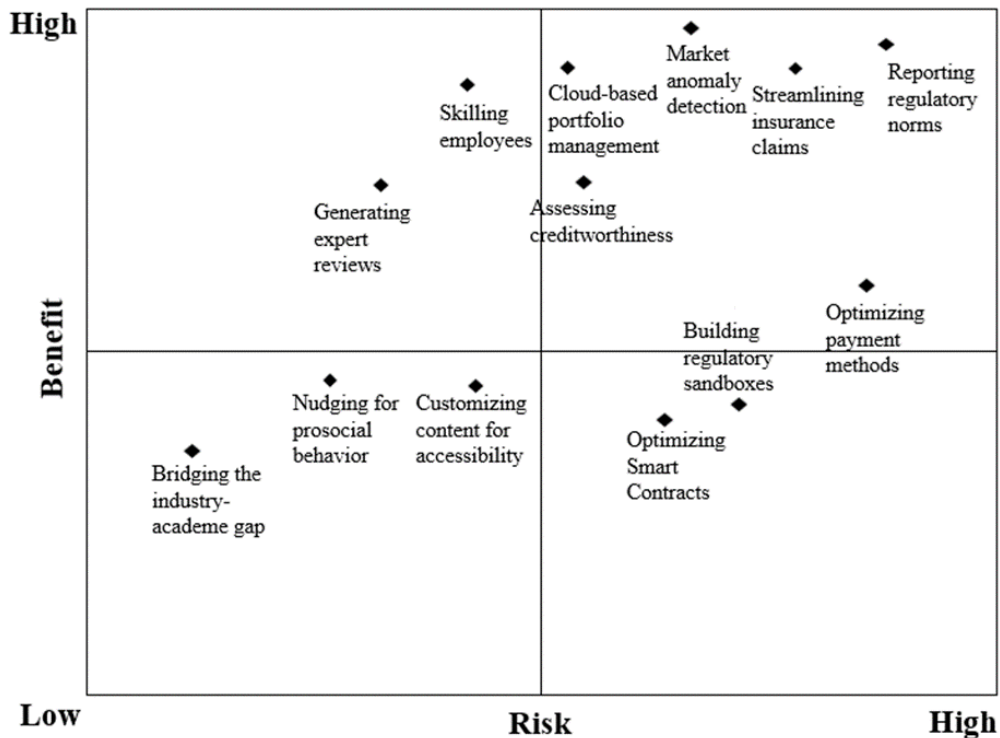 High
Market
anomaly
detection
Reporting
regulatory
norms
Cloud-based
portfolio
management
Streamlining
insurance
claims
Skilling
employees
Generating
expert
reviews
Assessing
creditworthiness
Optimizing
payment
methods
Building
regulatory
sandboxes
Benefit
Nudging for
prosocial
behavior
Customizing
content for
accessibility
Optimizing
Smart
Contracts
Bridging the
industry-
academe gap
Low
Risk
High